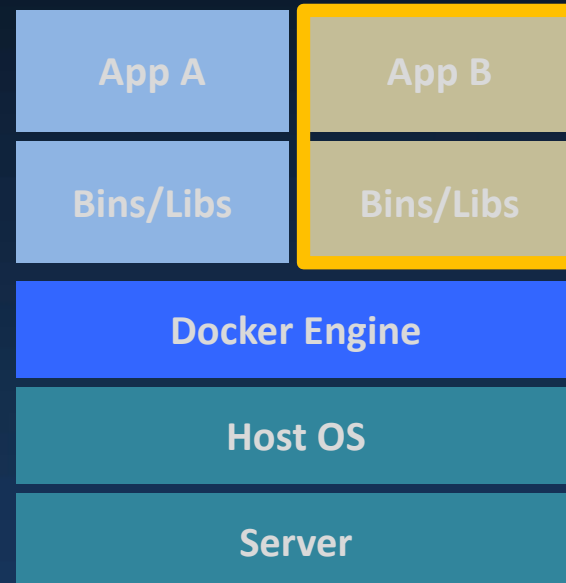 App A
App B
Bins/Libs
Bins/Libs
Docker Engine
Host OS
Server